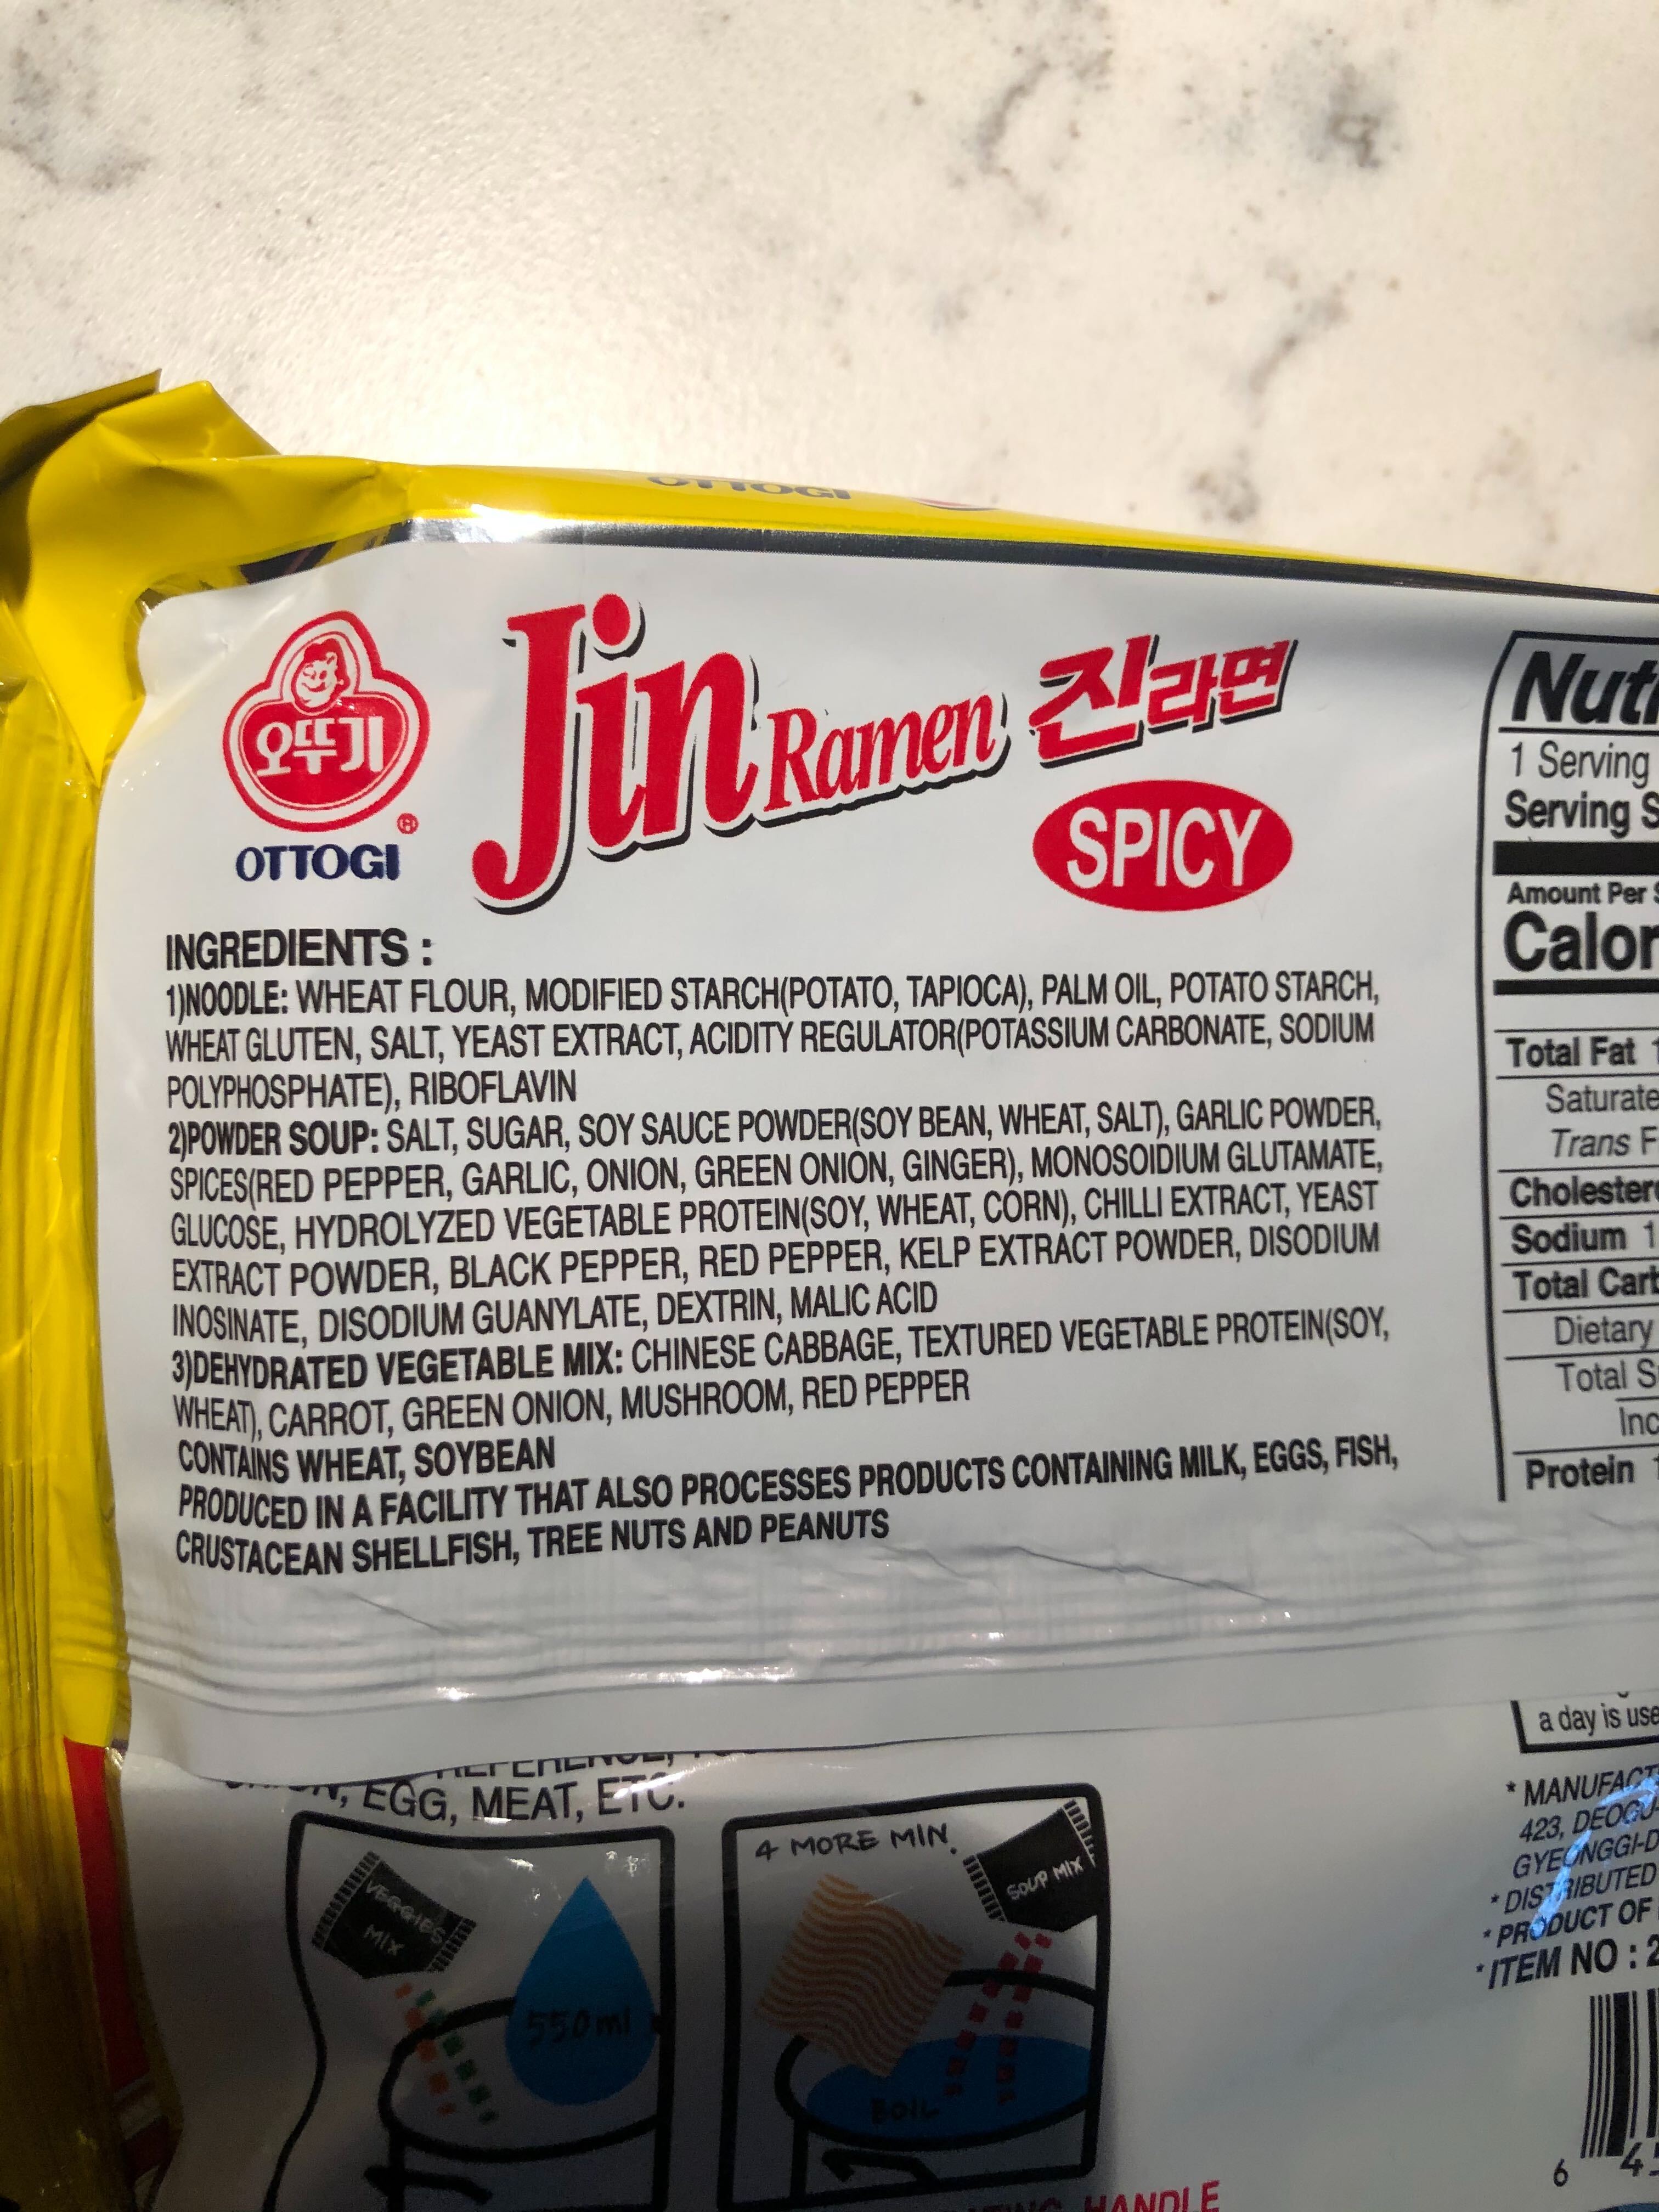 OTTOGI
오뚜기
®
OTTOGI
Jin Ramen 진라면
SPICY
INGREDIENTS :
1)NOODLE: WHEAT FLOUR, MODIFIED STARCH(POTATO, TAPIOCA), PALM OIL, POTATO STARCH,
WHEAT GLUTEN, SALT, YEAST EXTRACT, ACIDITY REGULATOR(POTASSIUM CARBONATE, SODIUM
POLYPHOSPHATE), RIBOFLAVIN
2)POWDER SOUP: SALT, SUGAR, SOY SAUCE POWDER(SOY BEAN, WHEAT, SALT), GARLIC POWDER,
SPICES(RED PEPPER, GARLIC, ONION, GREEN ONION, GINGER), MONOSOIDIUM GLUTAMATE,
GLUCOSE, HYDROLYZED VEGETABLE PROTEIN(SOY, WHEAT, CORN), CHILLI EXTRACT, YEAST
EXTRACT POWDER, BLACK PEPPER, RED PEPPER, KELP EXTRACT POWDER, DISODIUM
INOSINATE, DISODIUM GUANYLATE, DEXTRIN, MALIC ACID
3)DEHYDRATED VEGETABLE MIX: CHINESE CABBAGE, TEXTURED VEGETABLE PROTEIN(SOY,
WHEAT), CARROT, GREEN ONION, MUSHROOM, RED PEPPER
CONTAINS WHEAT, SOYBEAN
PRODUCED IN A FACILITY THAT ALSO PROCESSES PRODUCTS CONTAINING MILK, EGGS, FISH,
CRUSTACEAN SHELLFISH, TREE NUTS AND PEANUTS
1 Serving
Serving
Amount Per
Total Fat
Trans
Sodium 1
Total
Dietary
Total
Protein
a day is
EGG, MEAT, ETC.
VEGGIES
MIX
550ml
4 MORE MIN.
SOUP MIX
BOIL
HANDLE
423,
* DISTRIBUTED
* PRODUCT OF
* ITEM NO : 2
6